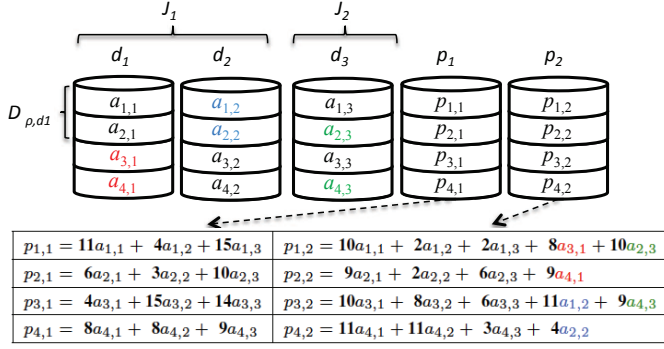 J1 J2
d1 d2 d3 p1 p2
Dρ,d1
a1,1 a1,2 a1,3 p1,1 p1,2
a2,1 a2,2 a2,3 p2,1 p2,2
a3,1 a3,2 a3,3 p3,1 p3,2
a4,1 a4,2 a4,3 p4,1 p4,2
p1,1 = 11a1,1 + 4a1,2 + 15a1,3 p1,2 = 10a1,1 + 2a1,2 + 2a1,3 + 8a3,1 + 10a2,3
p2,1 = 6a2,1 + 3a2,2 + 10a2,3 p2,2 = 9a2,1 + 2a2,2 + 6a2,3 + 9a4,1
p3,1 = 4a3,1 + 15a3,2 + 14a3,3 p3,2 = 10a3,1 + 8a3,2 + 6a3,3 + 11a1,2 + 9a4,3
p4,1 = 8a4,1 + 8a4,2 + 9a4,3 p4,2 = 11a4,1 + 11a4,2 + 3a4,3 + 4a2,2